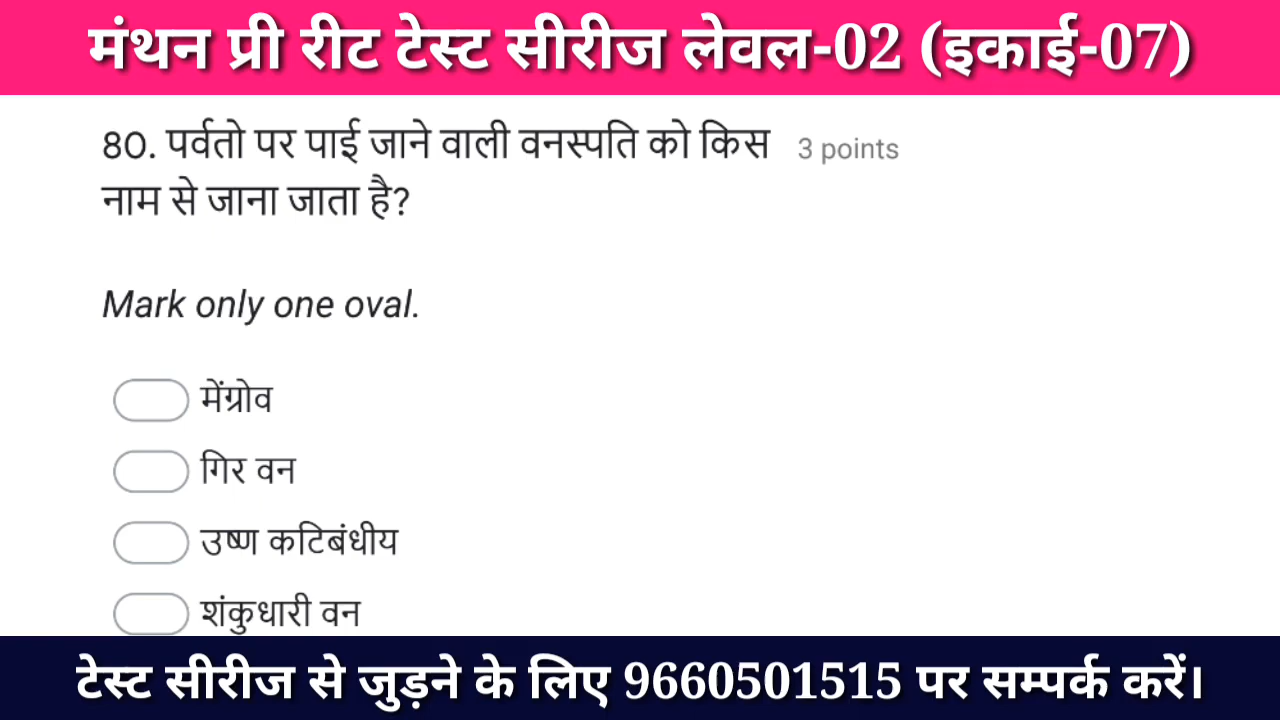 मंथन प्री रीट टेस्ट सीरीज लेवल-02 (इकाई-07)
80. पर्वतो पर पाई जाने वाली वनस्पति को किस 3 points
नाम से जाना जाता है?
Mark only one oval.
मेंग्रोव
गिर वन
उष्ण कटिबंधीय
शंकुधारी वन
टेस्ट सीरीज से जुड़ने के लिए 9660501515 पर सम्पर्क करें।